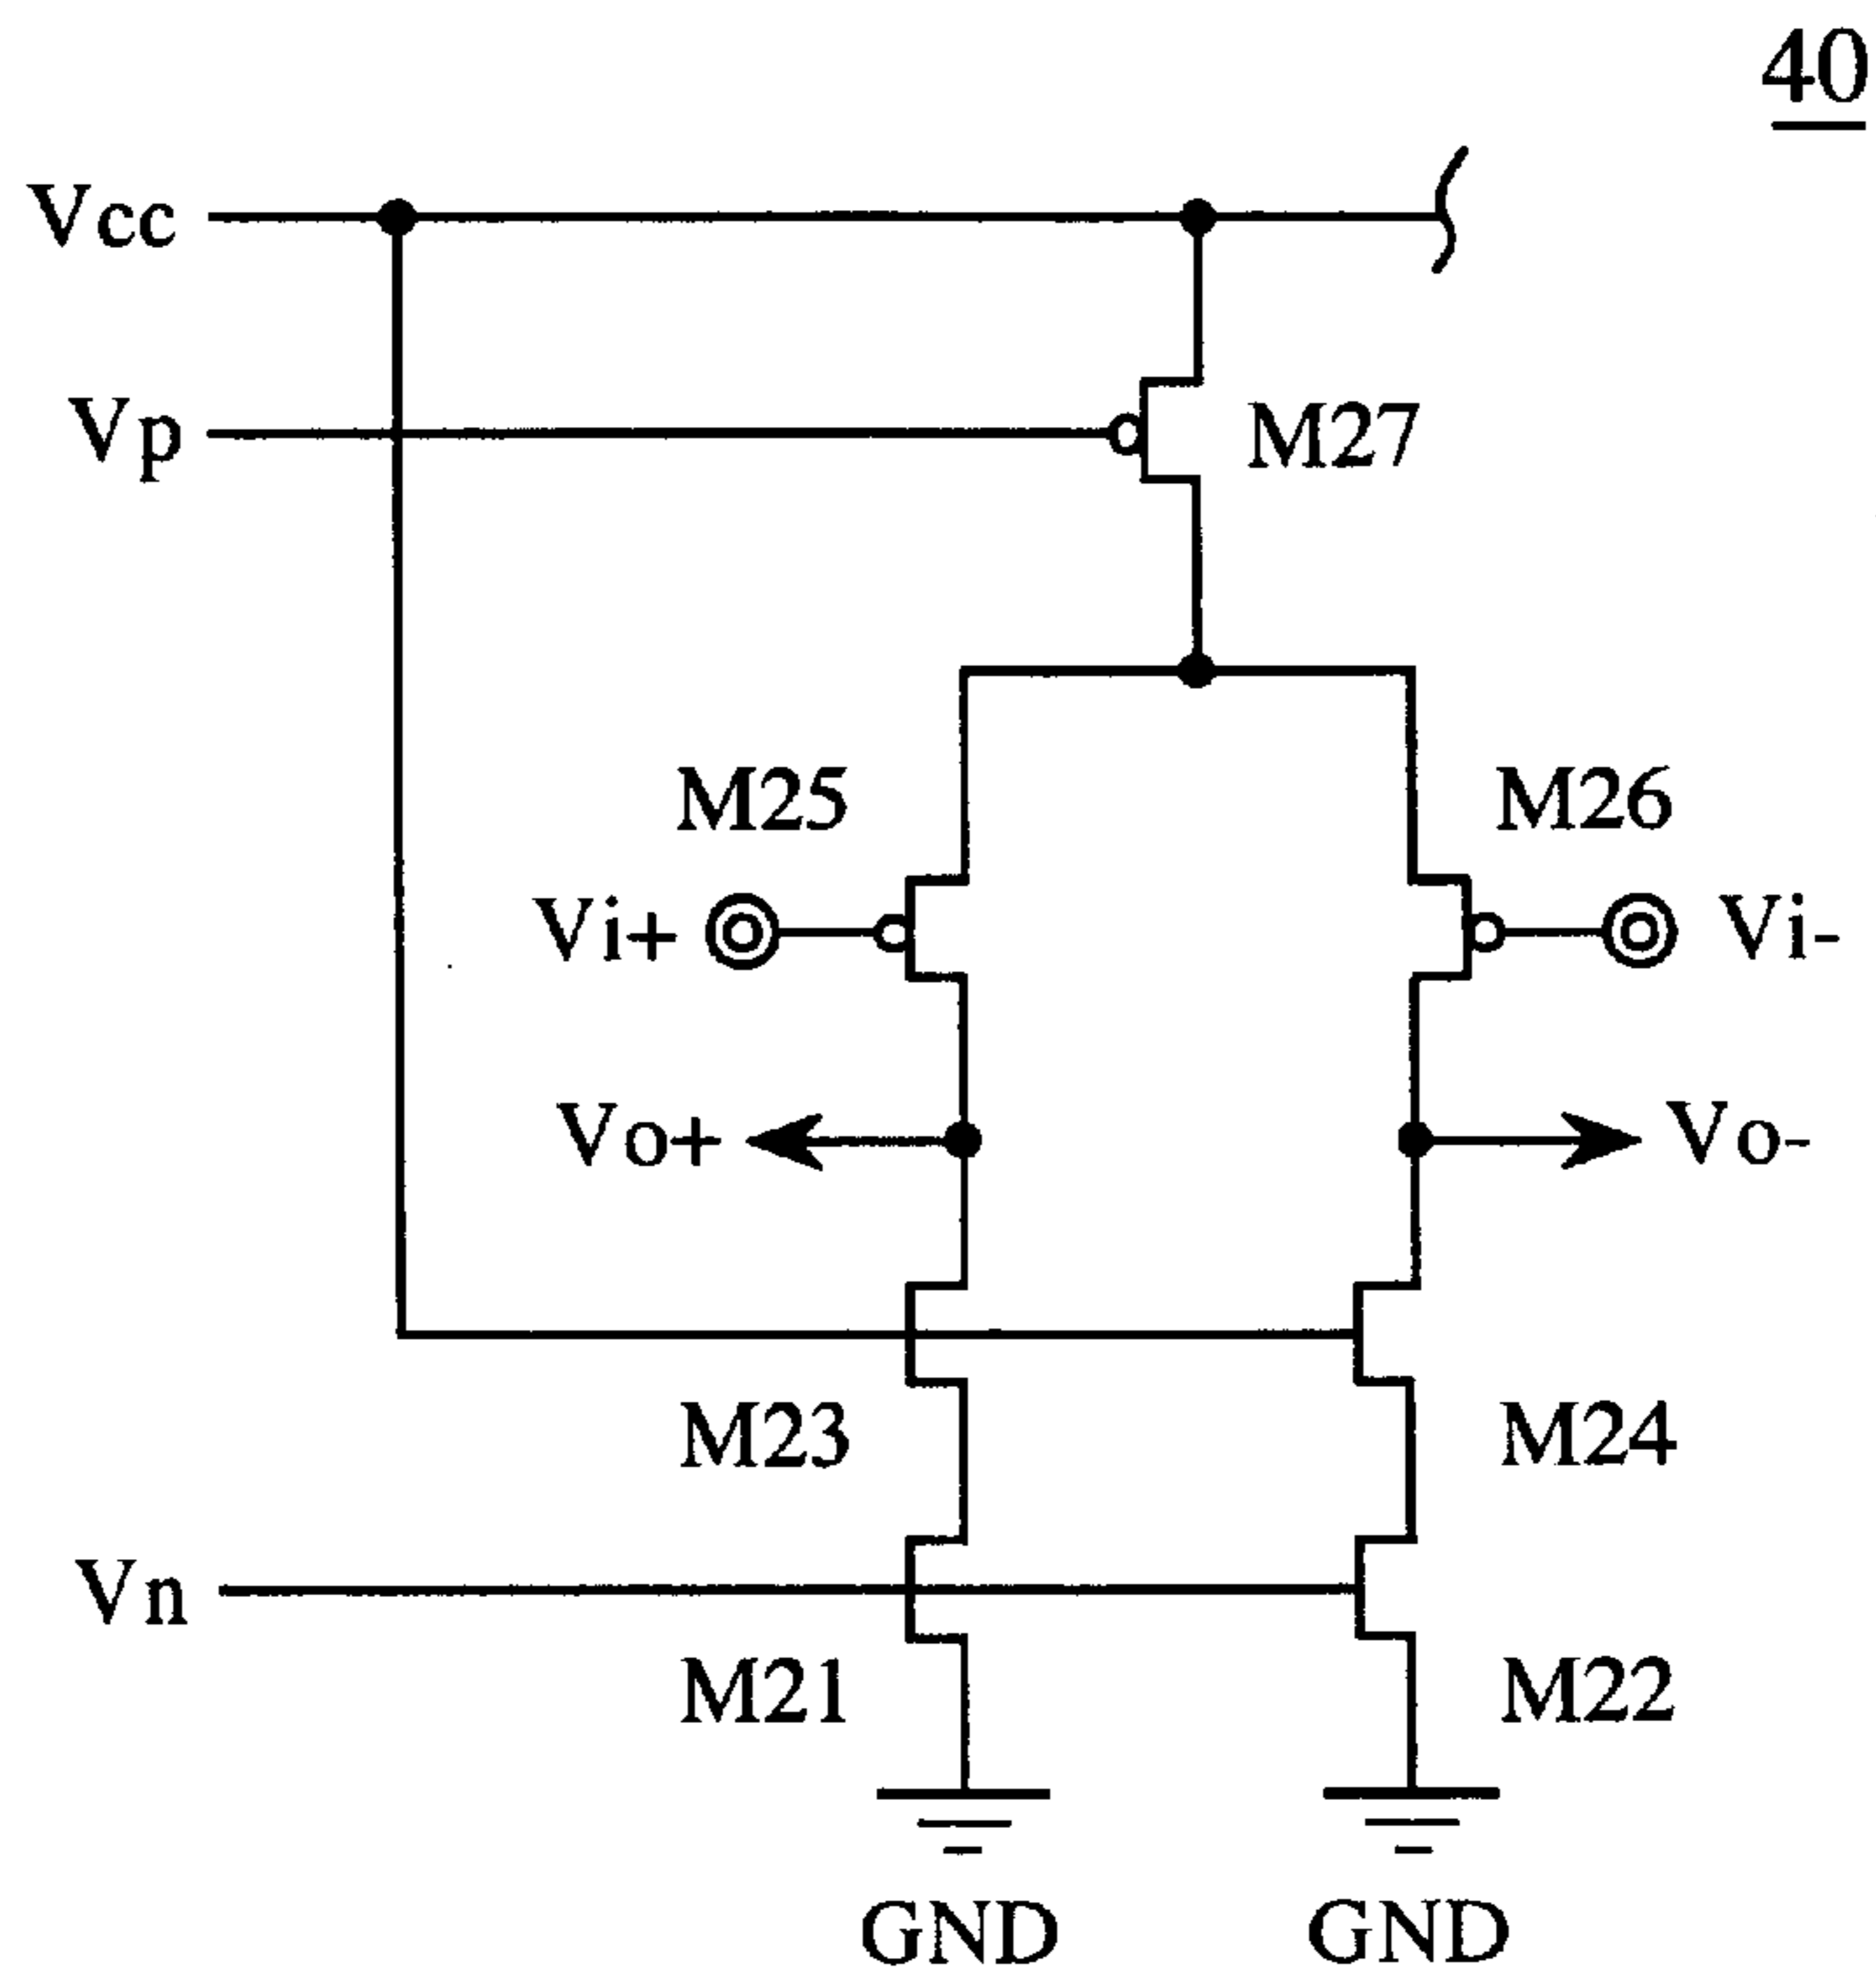 40
Vcc
Vp
M27
M25
M26
Vi+
Vi-
Vo+
Vo-
M23
M24
Vn
M21
M22
GND
GND